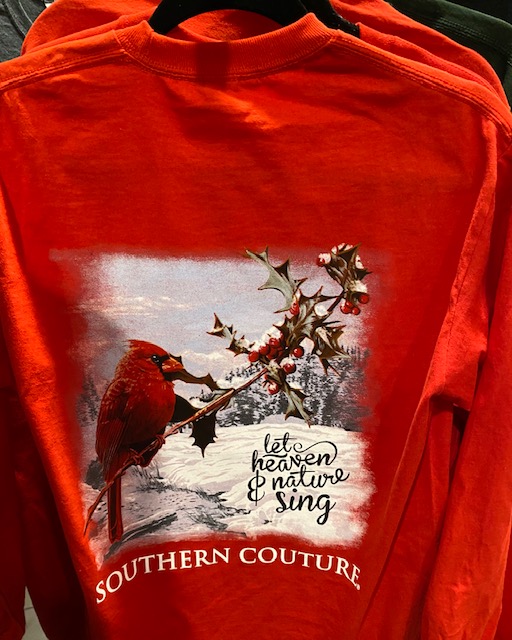 let
heaven
& nature
sing
SOUTHERN COUTURE.